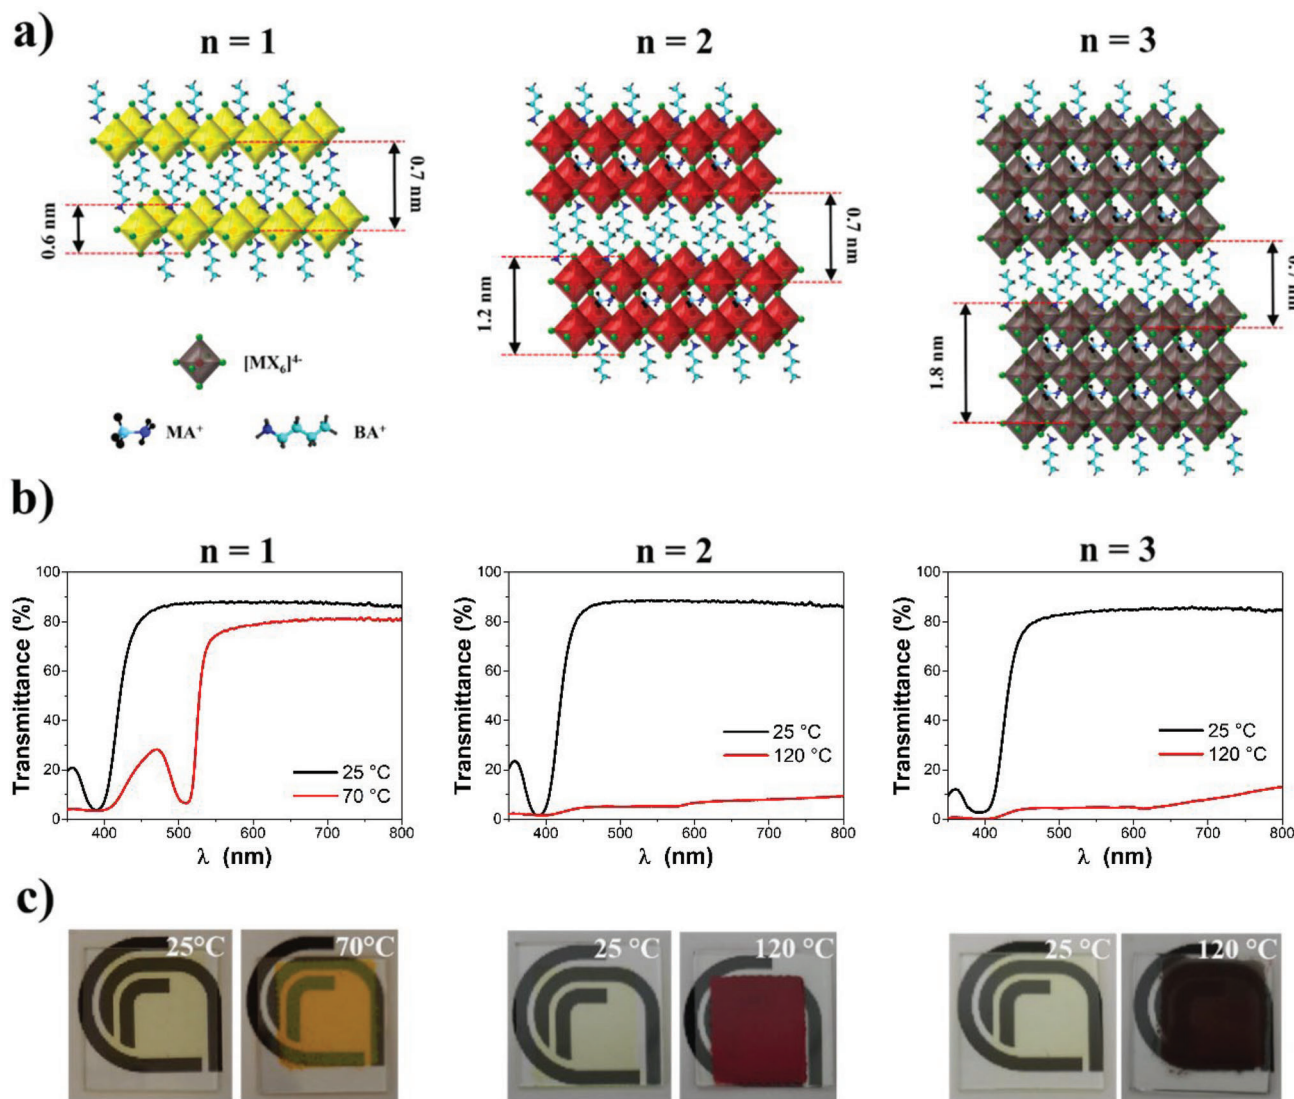 a)
n = 1
n = 2
n = 3
0.7 nm
0.6 nm
0.7 nm
1.2 nm
0.7 nm
1.8 nm
[MX₆]⁴⁻
MA⁺
BA⁺
b)
n = 1
n = 2
n = 3
100
80
60
40
20
0
Transmittance (%)
25 °C
70 °C
400
500
600
700
800
λ (nm)
100
80
60
40
20
0
Transmittance (%)
25 °C
120 °C
400
500
600
700
800
λ (nm)
100
80
60
40
20
0
Transmittance (%)
25 °C
120 °C
400
500
600
700
800
λ (nm)
c)
25°C
70°C
25 °C
120 °C
25 °C
120 °C